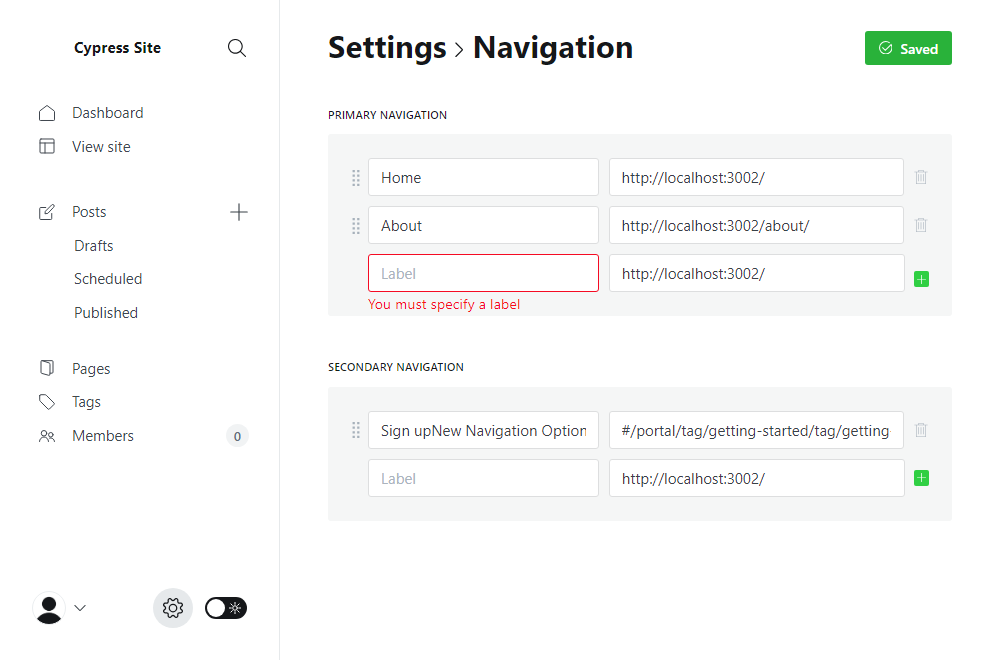 Cypress Site
Dashboard
View site
Posts
Drafts
Scheduled
Published
Pages
Tags
Members
0
Settings > Navigation
Saved
PRIMARY NAVIGATION
Home
http://localhost:3002/
About
http://localhost:3002/about/
Label
http://localhost:3002/
You must specify a label
SECONDARY NAVIGATION
Sign upNew Navigation Option
#/portal/tag/getting-started/tag/getting-
Label
http://localhost:3002/